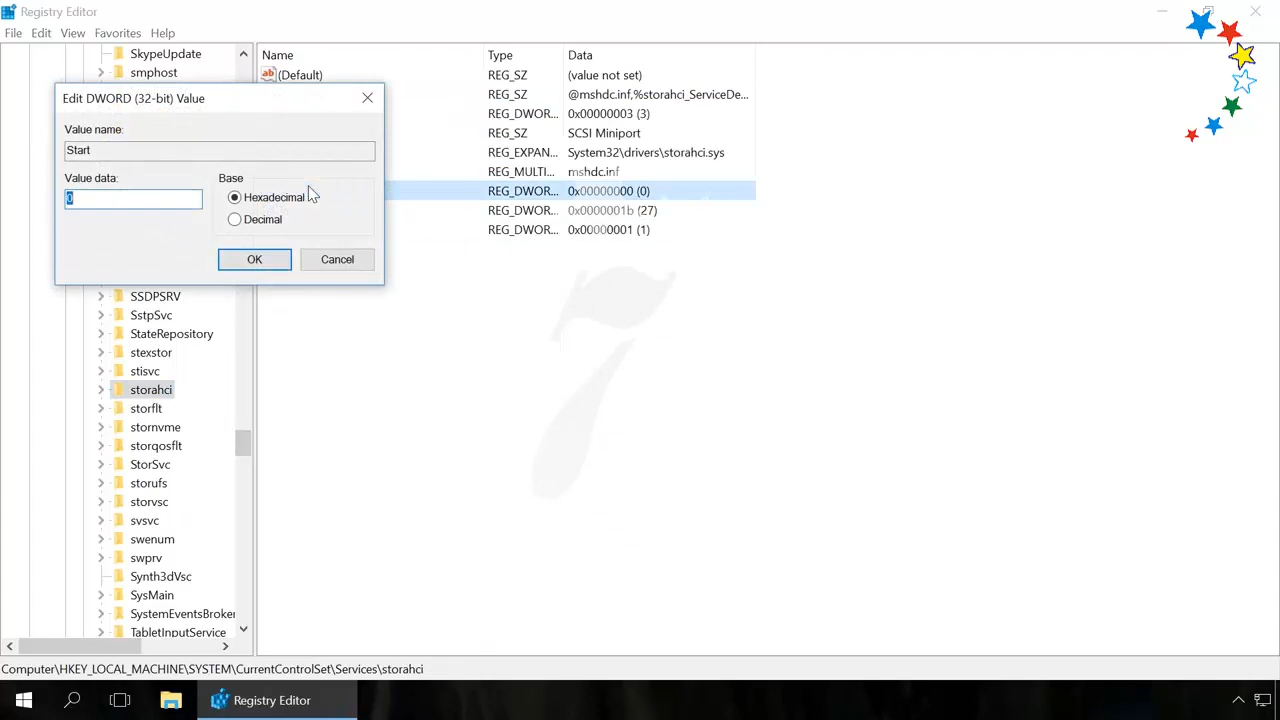 Registry Editor
File Edit View Favorites Help
SkypeUpdate
smphost
Name Type Data
(Default) REG_SZ (value not set)
REG_SZ @mshdc.inf,%storahci_ServiceDe...
REG_DWOR... 0x00000003 (3)
REG_SZ SCSI Miniport
REG_EXPAN... System32\drivers\storahci.sys
REG_MULTI... mshdc.inf
REG_DWOR... 0x00000000 (0)
REG_DWOR... 0x0000001b (27)
REG_DWOR... 0x00000001 (1)
Edit DWORD (32-bit) Value
Value name:
Start
Value data:
0
Base
Hexadecimal
Decimal
OK Cancel
SSDPSRV
SstpSvc
StateRepository
stexstor
stisvc
storahci
storflt
stornvme
storqosflt
StorSvc
storufs
storvsc
svsvc
swenum
swprv
Synth3dVsc
SysMain
SystemEventsBroker
TabletInputService
Computer\HKEY_LOCAL_MACHINE\SYSTEM\CurrentControlSet\Services\storahci
Registry Editor
7